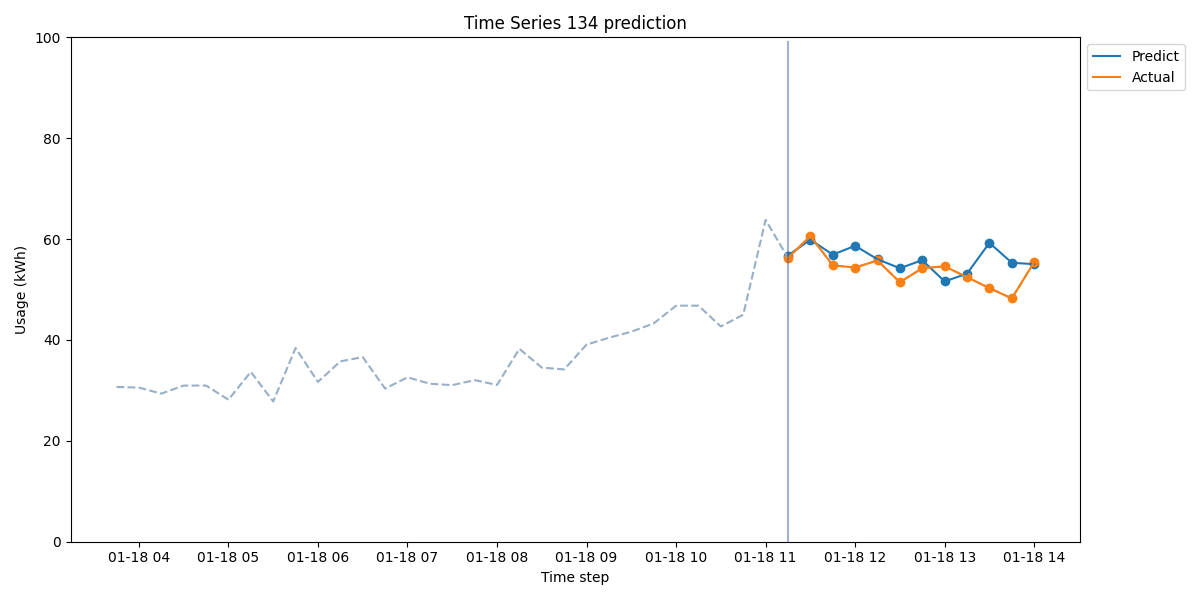 Time Series 134 prediction
100
80
60
40
20
0
Usage (kWh)
01-18 04 01-18 05 01-18 06 01-18 07 01-18 08 01-18 09 01-18 10 01-18 11 01-18 12 01-18 13 01-18 14
Time step
Predict
Actual